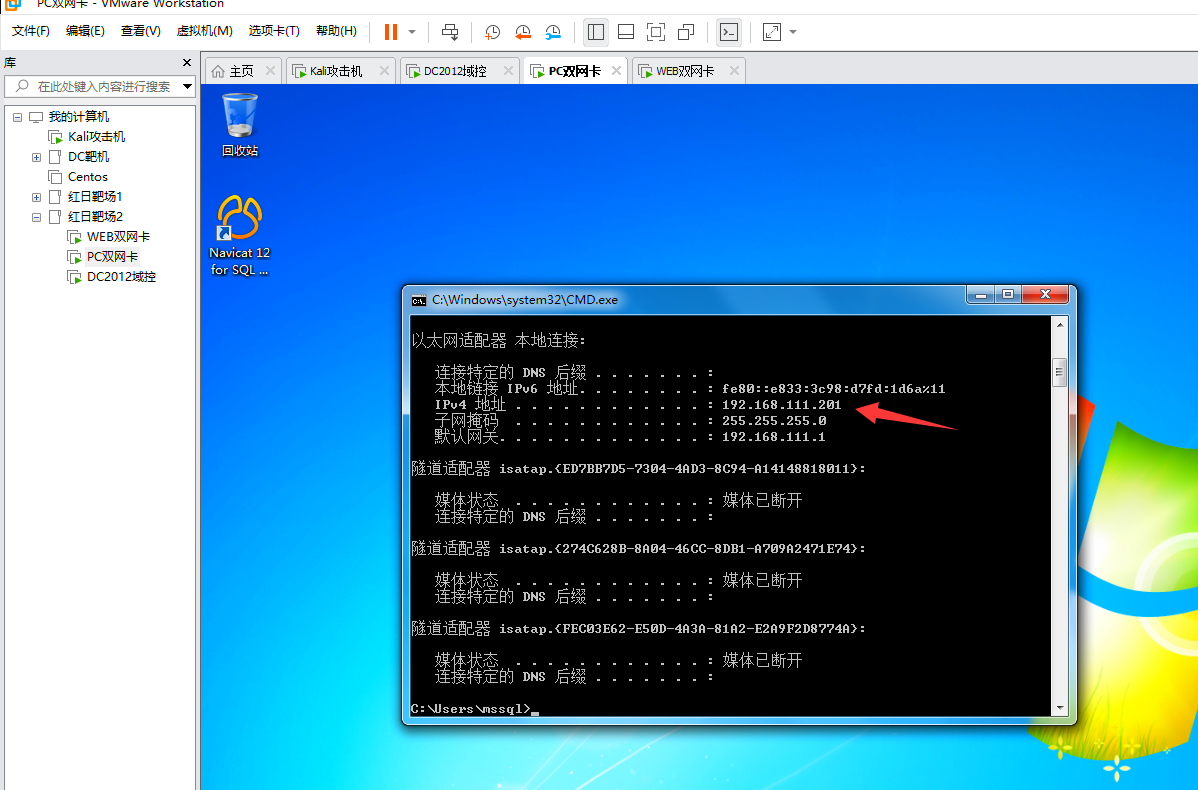 PC双网卡 - VMware Workstation
文件(F) 编辑(E) 查看(V) 虚拟机(M) 选项卡(T) 帮助(H)
库
在此处键入内容进行搜索
我的计算机
Kali攻击机
DC靶机
Centos
红日靶场1
红日靶场2
WEB双网卡
PC双网卡
DC2012域控
主页 Kali攻击机 DC2012域控 PC双网卡 WEB双网卡
回收站
Navicat 12
for SQL ...
C:\Windows\system32\CMD.exe
以太网适配器 本地连接:
连接特定的 DNS 后缀 . . . . . . . :
本地链接 IPv6 地址. . . . . . . . : fe80::e833:3c98:d7fd:1d6a%11
IPv4 地址 . . . . . . . . . . . . : 192.168.111.201
子网掩码 . . . . . . . . . . . . : 255.255.255.0
默认网关. . . . . . . . . . . . . : 192.168.111.1
隧道适配器 isatap.{ED7BB7D5-7304-4AD3-8C94-A14148818011}:
媒体状态 . . . . . . . . . . . . : 媒体已断开
连接特定的 DNS 后缀 . . . . . . . :
隧道适配器 isatap.{274C628B-8A04-46CC-8DB1-A709A2471E74}:
媒体状态 . . . . . . . . . . . . : 媒体已断开
连接特定的 DNS 后缀 . . . . . . . :
隧道适配器 isatap.{FEC03E62-E50D-4A3A-81A2-E2A9F2D8774A}:
媒体状态 . . . . . . . . . . . . : 媒体已断开
连接特定的 DNS 后缀 . . . . . . . :
C:\Users\mssql>_